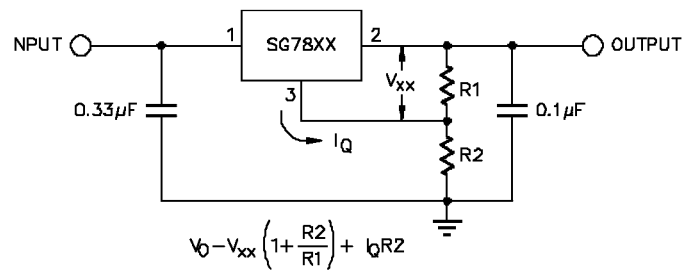 NPUT
1
SG78XX
2
OUTPUT
3
Vxx
R1
0.33µF
0.1µF
IQ
R2
VO–Vxx(1+R2/R1)+ IQR2